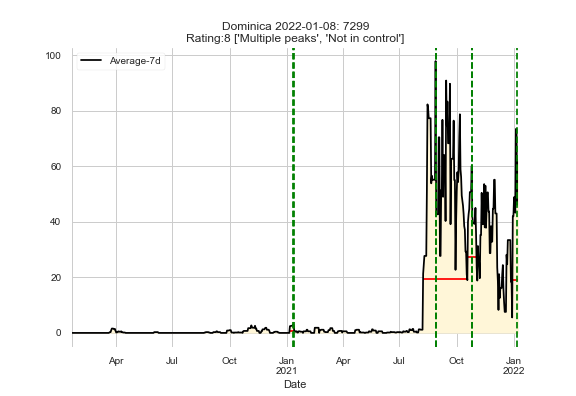 Dominica 2022-01-08: 7299
Rating:8 ['Multiple peaks', 'Not in control']
Average-7d
100
80
60
40
20
0
Apr
Jul
Oct
Jan
2021
Apr
Jul
Oct
Jan
2022
Date